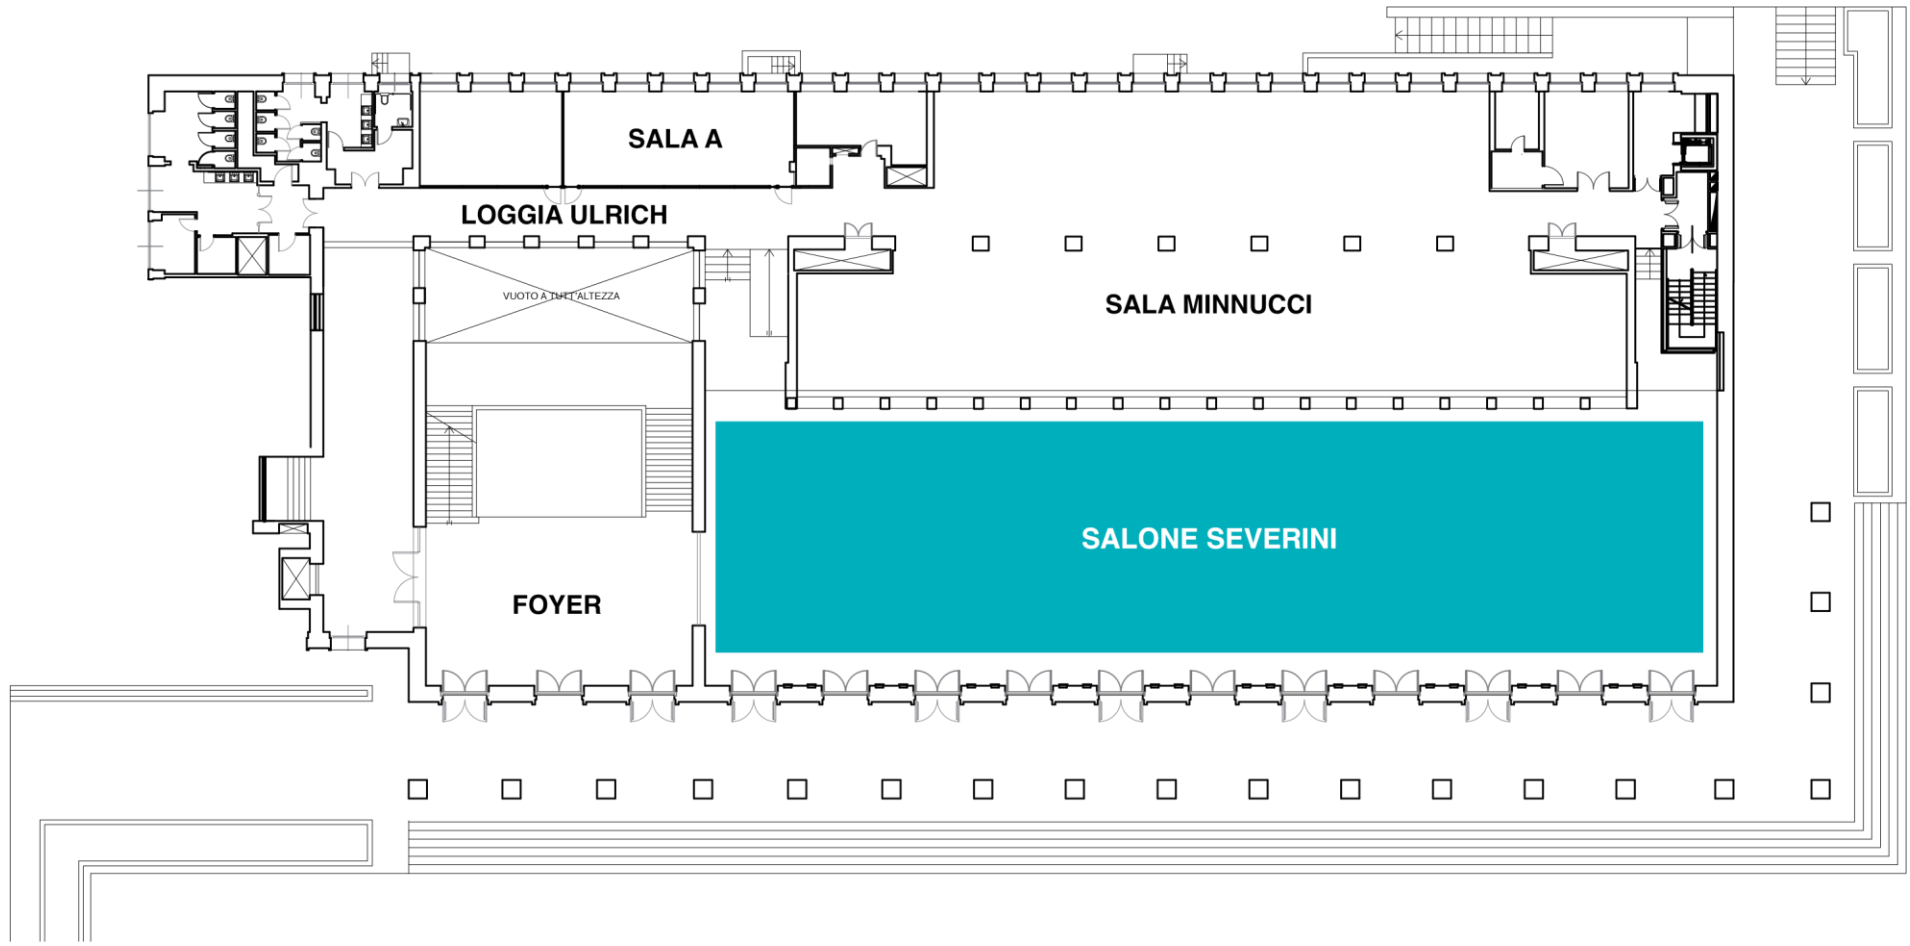 SALA A
LOGGIA ULRICH
VUOTO A TUTT'ALTEZZA
SALA MINNUCCI
SALONE SEVERINI
FOYER